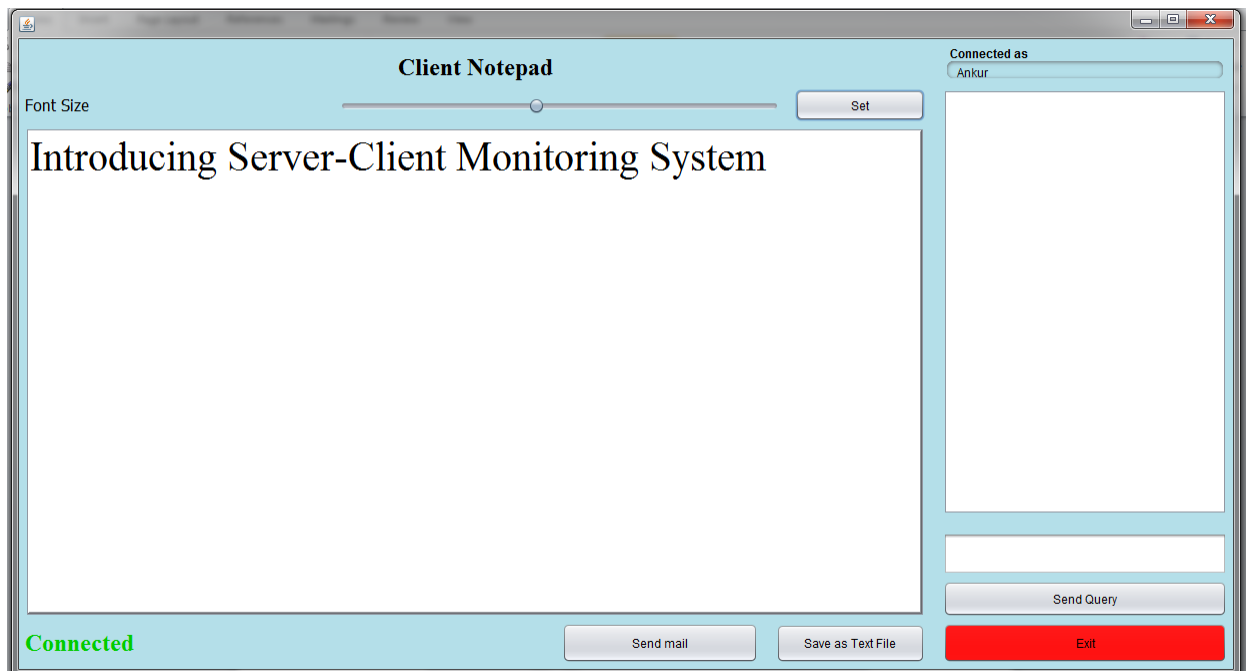 Client Notepad
Connected as
Ankur
Font Size
Set
Introducing Server-Client Monitoring System
Send Query
Connected
Send mail
Save as Text File
Exit